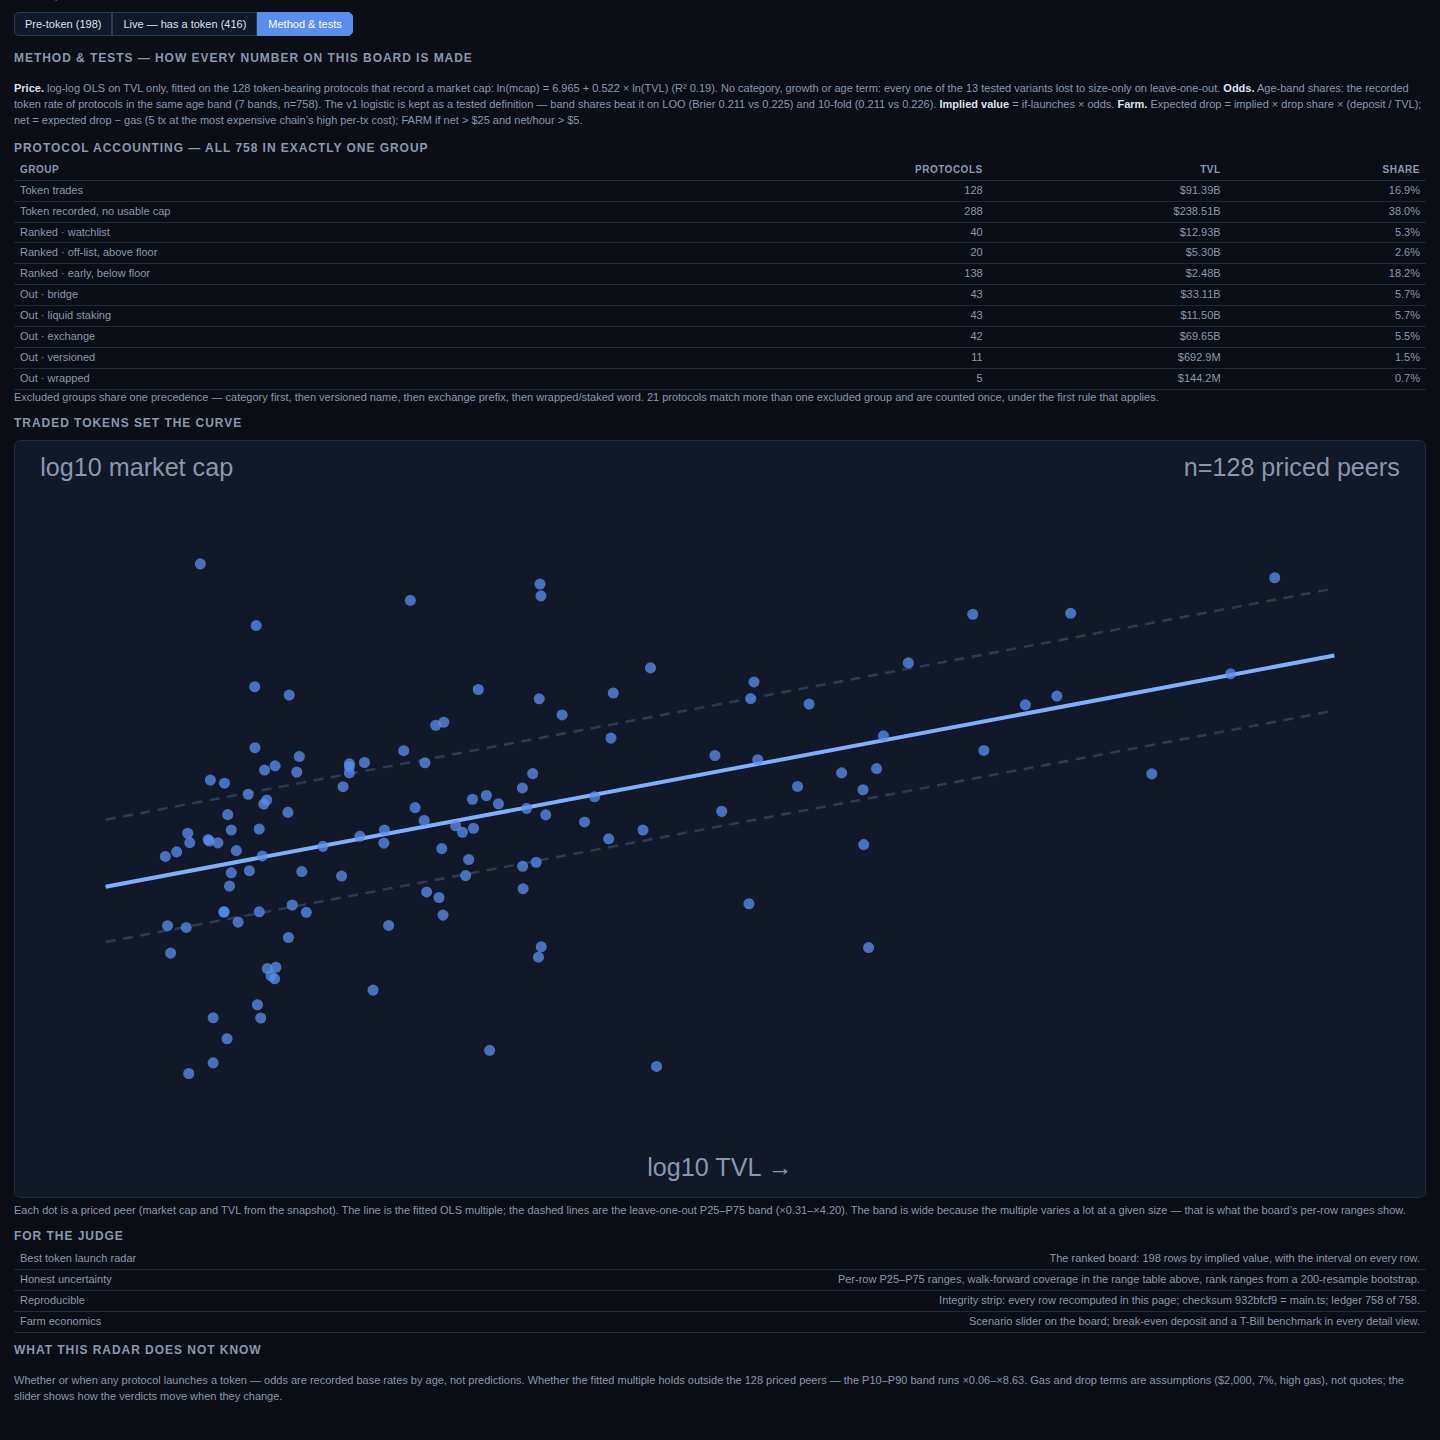 Pre-token (198) Live — has a token (416) Method & tests
METHOD & TESTS — HOW EVERY NUMBER ON THIS BOARD IS MADE
Price. log-log OLS on TVL only, fitted on the 128 token-bearing protocols that record a market cap: ln(mcap) = 6.965 + 0.522 × ln(TVL) (R² 0.19). No category, growth or age term: every one of the 13 tested variants lost to size-only on leave-one-out. Odds. Age-band shares: the recorded
token rate of protocols in the same age band (7 bands, n=758). The v1 logistic is kept as a tested definition — band shares beat it on LOO (Brier 0.211 vs 0.225) and 10-fold (0.211 vs 0.226). Implied value = if-launches × odds. Farm. Expected drop = implied × drop share × (deposit / TVL);
net = expected drop − gas (5 tx at the most expensive chain's high per-tx cost); FARM if net > $25 and net/hour > $5.
PROTOCOL ACCOUNTING — ALL 758 IN EXACTLY ONE GROUP
GROUP PROTOCOLS TVL SHARE
Token trades 128 $91.39B 16.9%
Token recorded, no usable cap 288 $238.51B 38.0%
Ranked · watchlist 40 $12.93B 5.3%
Ranked · off-list, above floor 20 $5.30B 2.6%
Ranked · early, below floor 138 $2.48B 18.2%
Out · bridge 43 $33.11B 5.7%
Out · liquid staking 43 $11.50B 5.7%
Out · exchange 42 $69.65B 5.5%
Out · versioned 11 $692.9M 1.5%
Out · wrapped 5 $144.2M 0.7%
Excluded groups share one precedence — category first, then versioned name, then exchange prefix, then wrapped/staked word. 21 protocols match more than one excluded group and are counted once, under the first rule that applies.
TRADED TOKENS SET THE CURVE
log10 market cap n=128 priced peers
log10 TVL →
Each dot is a priced peer (market cap and TVL from the snapshot). The line is the fitted OLS multiple; the dashed lines are the leave-one-out P25–P75 band (×0.31–×4.20). The band is wide because the multiple varies a lot at a given size — that is what the board's per-row ranges show.
FOR THE JUDGE
Best token launch radar The ranked board: 198 rows by implied value, with the interval on every row.
Honest uncertainty Per-row P25–P75 ranges, walk-forward coverage in the range table above, rank ranges from a 200-resample bootstrap.
Reproducible Integrity strip: every row recomputed in this page; checksum 932bfcf9 = main.ts; ledger 758 of 758.
Farm economics Scenario slider on the board; break-even deposit and a T-Bill benchmark in every detail view.
WHAT THIS RADAR DOES NOT KNOW
Whether or when any protocol launches a token — odds are recorded base rates by age, not predictions. Whether the fitted multiple holds outside the 128 priced peers — the P10–P90 band runs ×0.06–×8.63. Gas and drop terms are assumptions ($2,000, 7%, high gas), not quotes; the
slider shows how the verdicts move when they change.